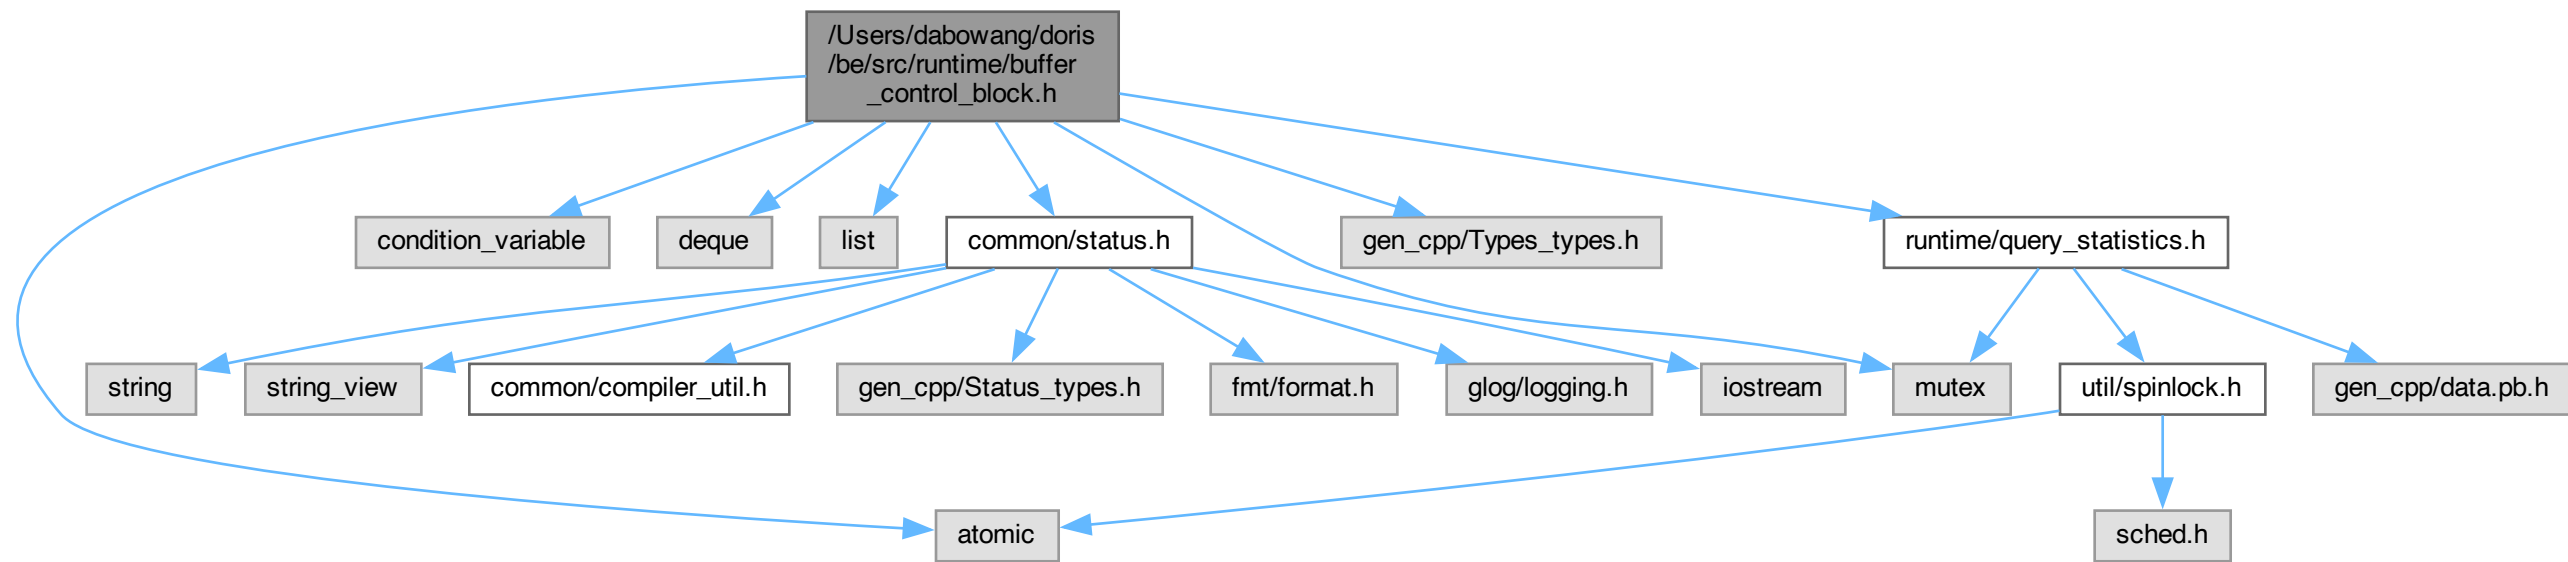 /Users/dabowang/doris
/be/src/runtime/buffer
_control_block.h
condition_variable
deque
list
common/status.h
gen_cpp/Types_types.h
runtime/query_statistics.h
string
string_view
common/compiler_util.h
gen_cpp/Status_types.h
fmt/format.h
glog/logging.h
iostream
mutex
util/spinlock.h
gen_cpp/data.pb.h
atomic
sched.h